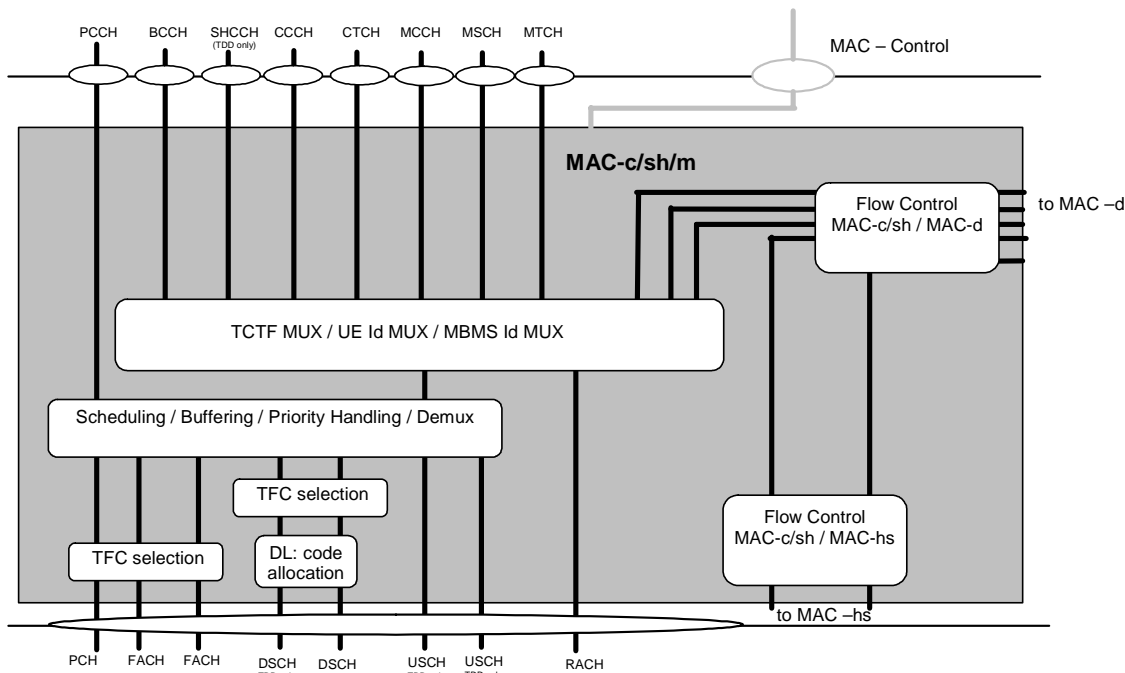 PCCH
BCCH
SHCCH
(TDD only)
CCCH
CTCH
MCCH
MSCH
MTCH
MAC – Control
MAC-c/sh/m
Flow Control
MAC-c/sh / MAC-d
to MAC –d
TCTF MUX / UE Id MUX / MBMS Id MUX
Scheduling / Buffering / Priority Handling / Demux
TFC selection
Flow Control
MAC-c/sh / MAC-hs
TFC selection
DL: code
allocation
to MAC –hs
PCH
FACH
FACH
DSCH
DSCH
USCH
USCH
RACH